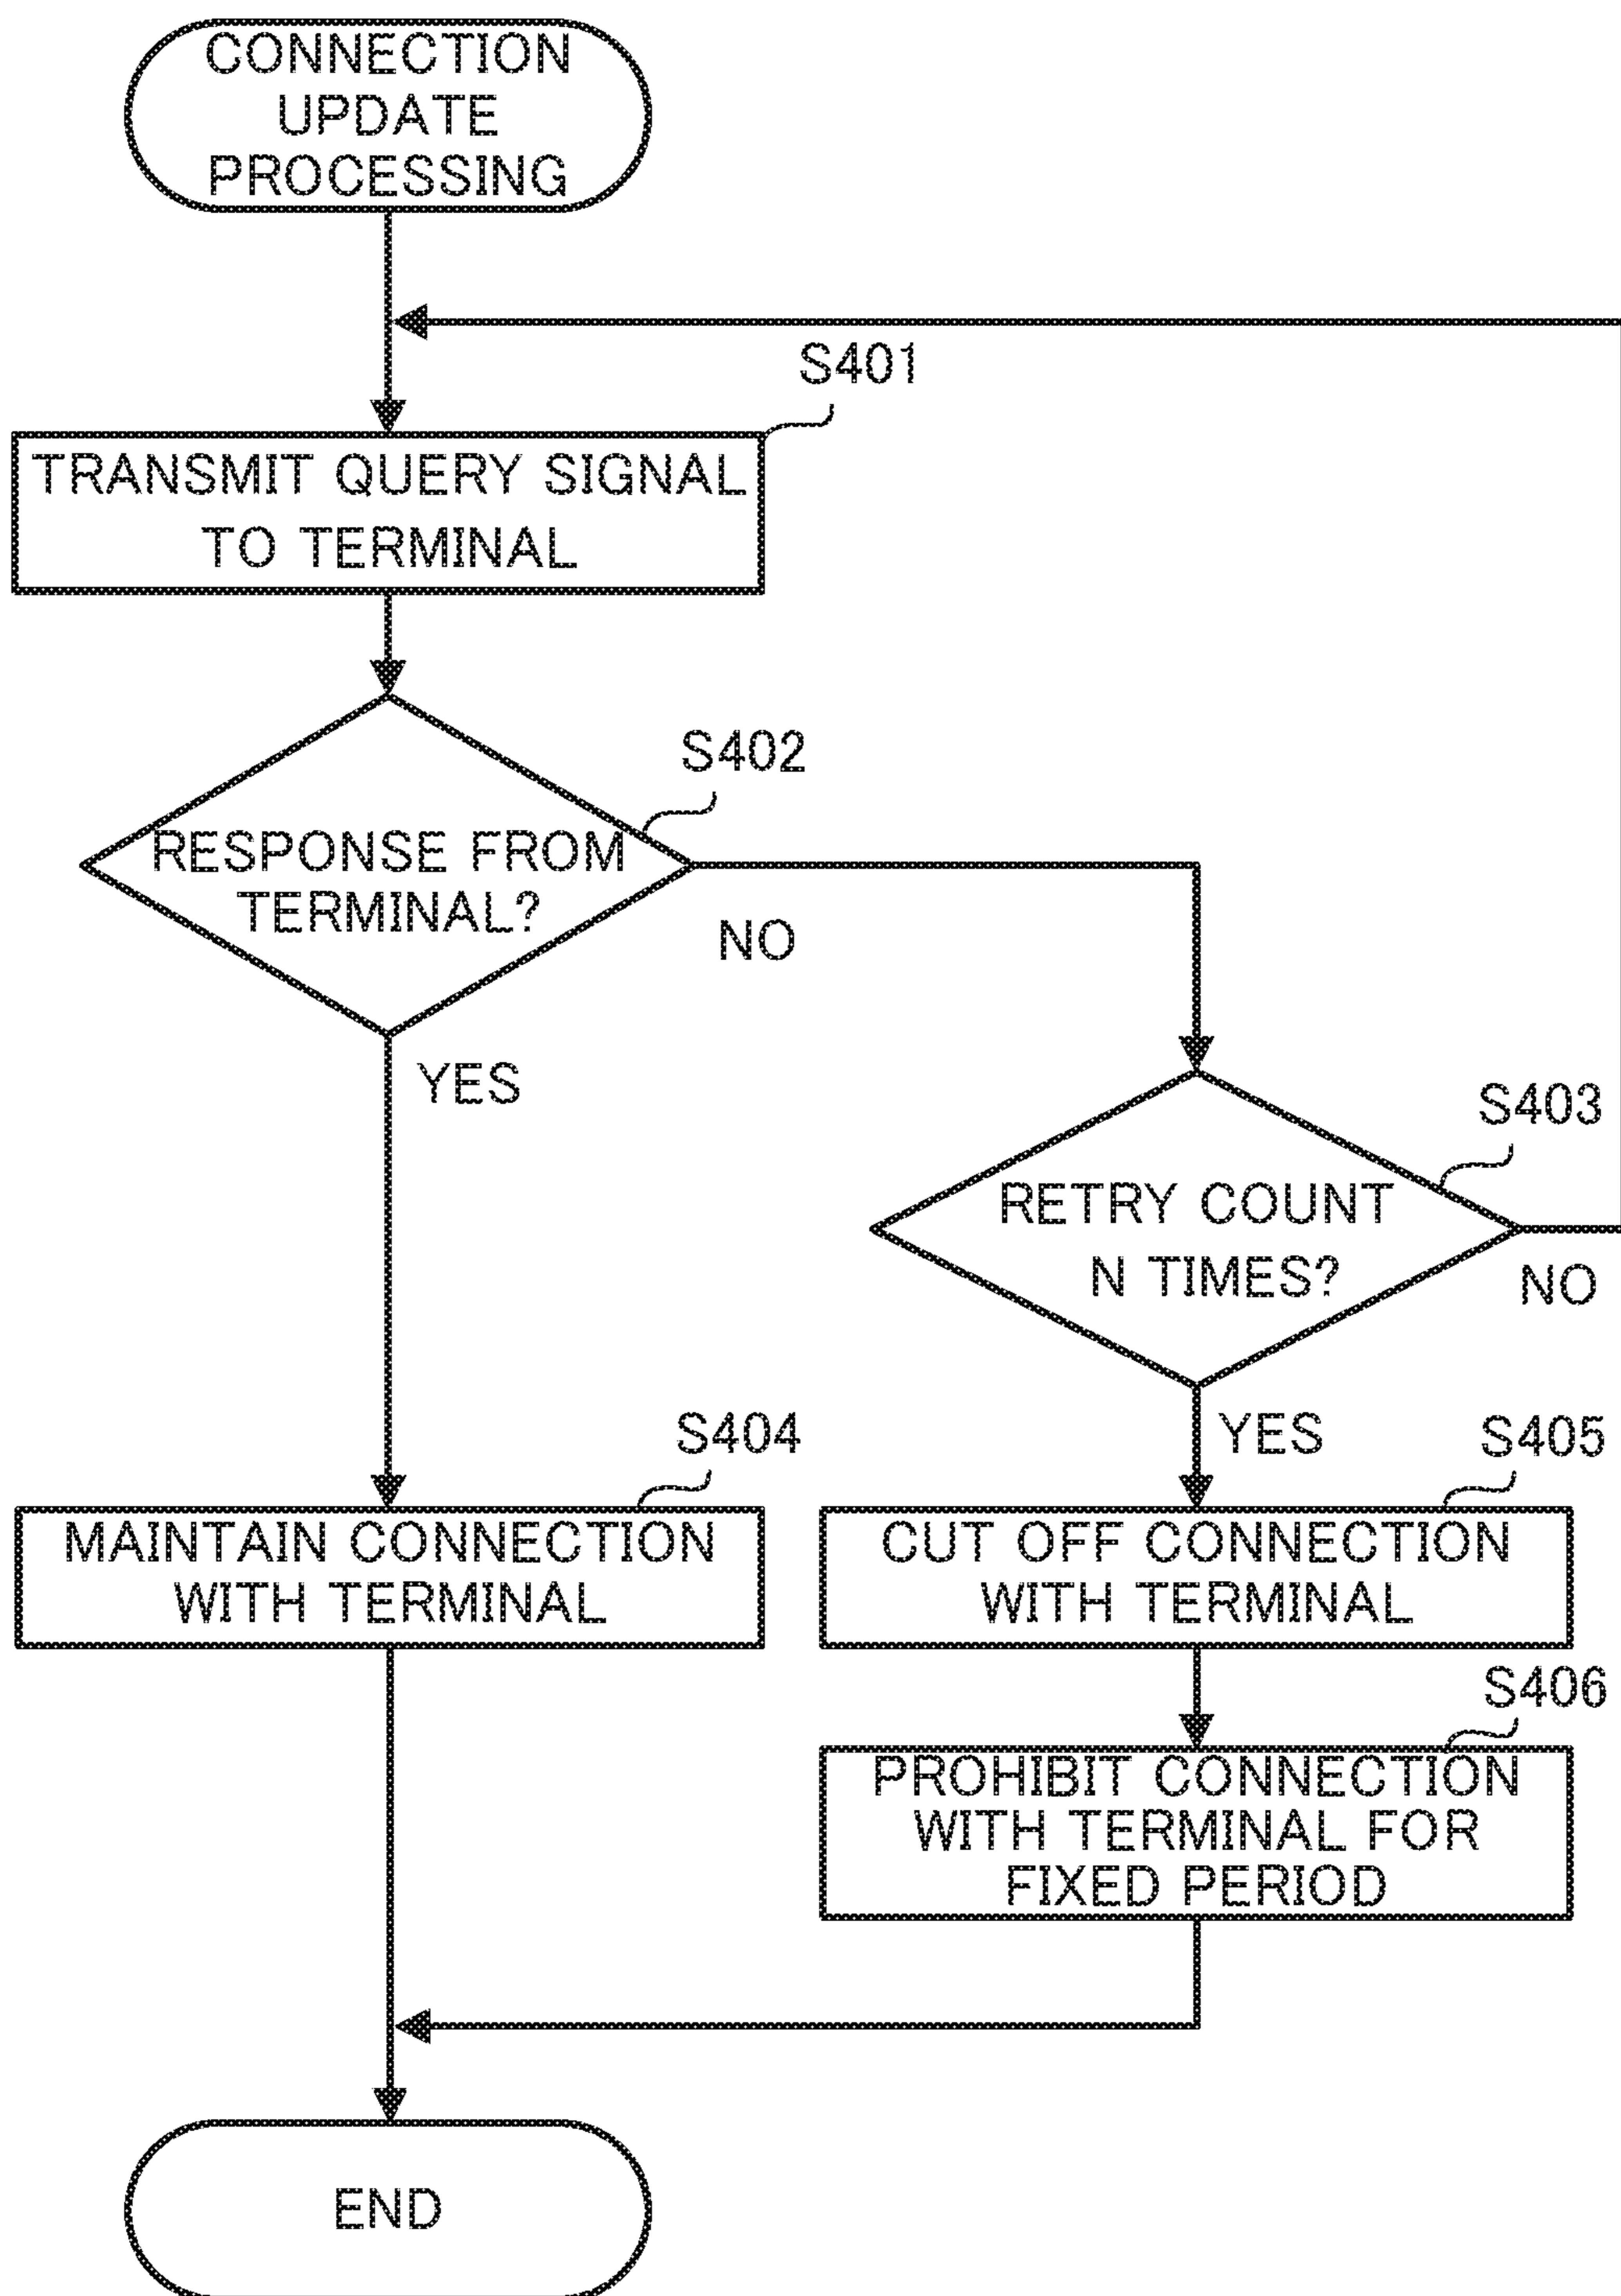 CONNECTION
UPDATE
PROCESSING
S401
TRANSMIT QUERY SIGNAL
TO TERMINAL
S402
RESPONSE FROM
TERMINAL?
NO
YES
S403
RETRY COUNT
N TIMES?
NO
YES
S404
MAINTAIN CONNECTION
WITH TERMINAL
S405
CUT OFF CONNECTION
WITH TERMINAL
S406
PROHIBIT CONNECTION
WITH TERMINAL FOR
FIXED PERIOD
END